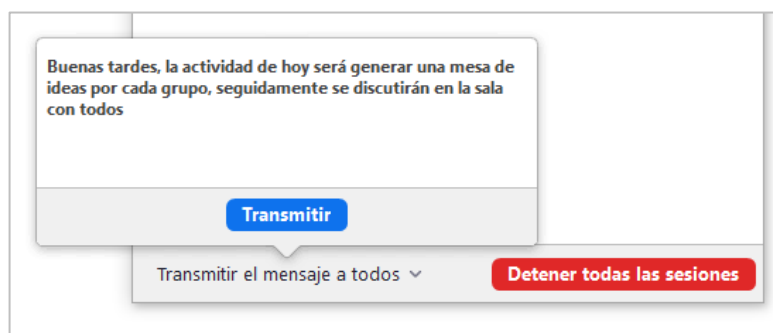 Buenas tardes, la actividad de hoy será generar una mesa de
ideas por cada grupo, seguidamente se discutirán en la sala
con todos
Transmitir
Transmitir el mensaje a todos
Detener todas las sesiones